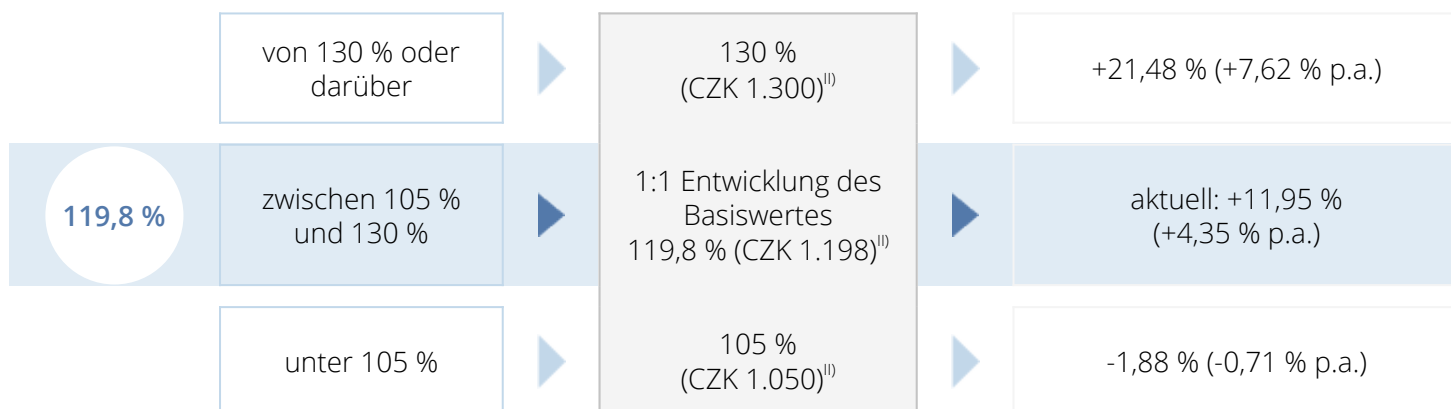 von 130 % oder
darüber
130 %
(CZK 1.300)II)
+21,48 % (+7,62 % p.a.)
119,8 %
zwischen 105 %
und 130 %
1:1 Entwicklung des
Basiswertes
119,8 % (CZK 1.198)II)
aktuell: +11,95 %
(+4,35 % p.a.)
unter 105 %
105 %
(CZK 1.050)II)
-1,88 % (-0,71 % p.a.)